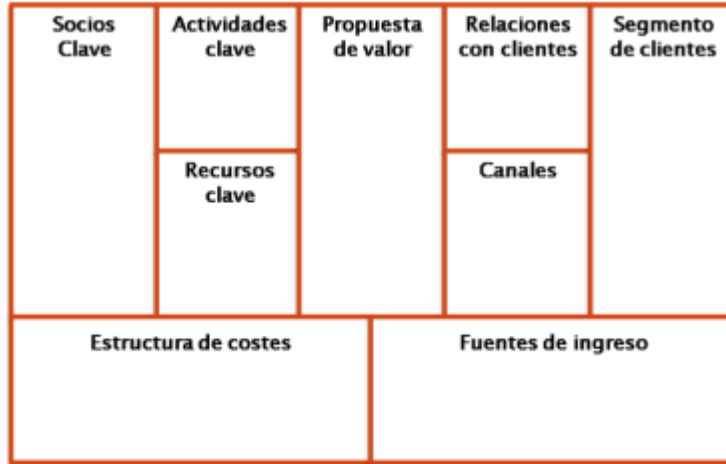 Socios
Clave
Actividades
clave
Propuesta
de valor
Relaciones
con clientes
Segmento
de clientes
Recursos
clave
Canales
Estructura de costes
Fuentes de ingreso